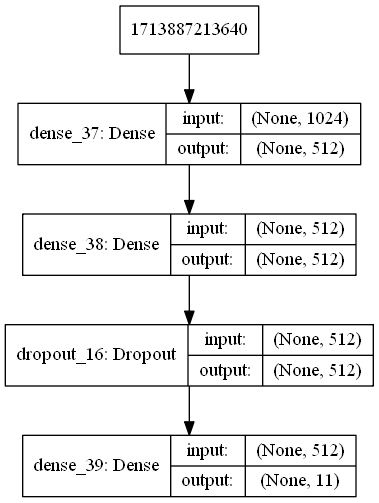 1713887213640
dense_37: Dense
input:
(None, 1024)
output:
(None, 512)
dense_38: Dense
input:
(None, 512)
output:
(None, 512)
dropout_16: Dropout
input:
(None, 512)
output:
(None, 512)
dense_39: Dense
input:
(None, 512)
output:
(None, 11)